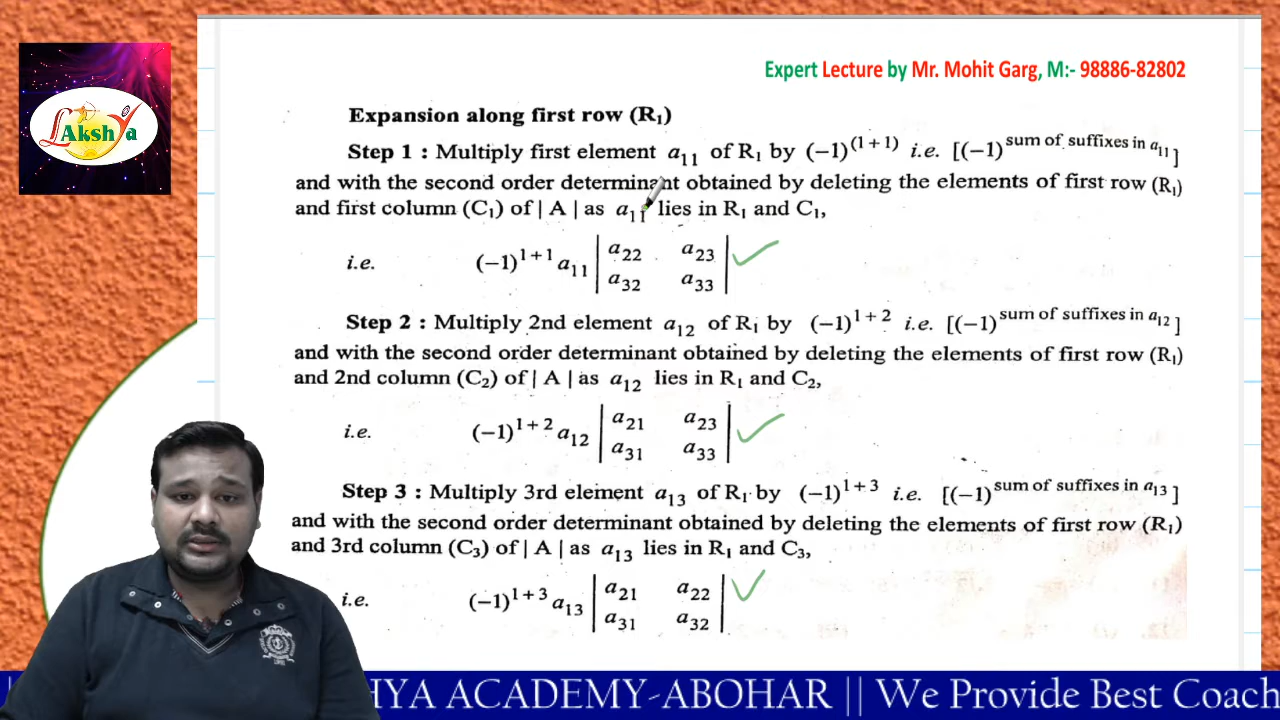 LAkshya
Expert Lecture by Mr. Mohit Garg, M:- 98886-82802
Expansion along first row (R₁)
Step 1 : Multiply first element a₁₁ of R₁ by (−1)⁽¹ ⁺ ¹⁾ i.e. [(−1)^sum of suffixes in a₁₁]
and with the second order determinant obtained by deleting the elements of first row (R₁)
and first column (C₁) of | A | as a₁₁ lies in R₁ and C₁,
i.e. (−1)¹ ⁺ ¹ a₁₁ | a₂₂ a₂₃ |
| a₃₂ a₃₃ |
Step 2 : Multiply 2nd element a₁₂ of R₁ by (−1)¹ ⁺ ² i.e. [(−1)^sum of suffixes in a₁₂]
and with the second order determinant obtained by deleting the elements of first row (R₁)
and 2nd column (C₂) of | A | as a₁₂ lies in R₁ and C₂,
i.e. (−1)¹ ⁺ ² a₁₂ | a₂₁ a₂₃ |
| a₃₁ a₃₃ |
Step 3 : Multiply 3rd element a₁₃ of R₁ by (−1)¹ ⁺ ³ i.e. [(−1)^sum of suffixes in a₁₃]
and with the second order determinant obtained by deleting the elements of first row (R₁)
and 3rd column (C₃) of | A | as a₁₃ lies in R₁ and C₃,
i.e. (−1)¹ ⁺ ³ a₁₃ | a₂₁ a₂₂ |
| a₃₁ a₃₂ |
HYA ACADEMY-ABOHAR || We Provide Best Coach